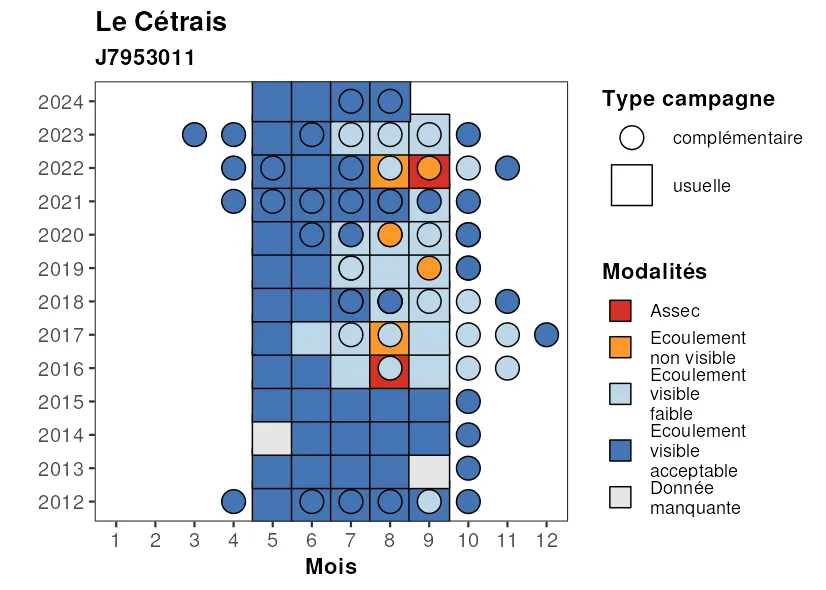 Le Cétrais
J7953011
2024
2023
2022
2021
2020
2019
2018
2017
2016
2015
2014
2013
2012
1 2 3 4 5 6 7 8 9 10 11 12
Mois
Type campagne
complémentaire
usuelle
Modalités
Assec
Ecoulement
non visible
Ecoulement
visible
faible
Ecoulement
visible
acceptable
Donnée
manquante